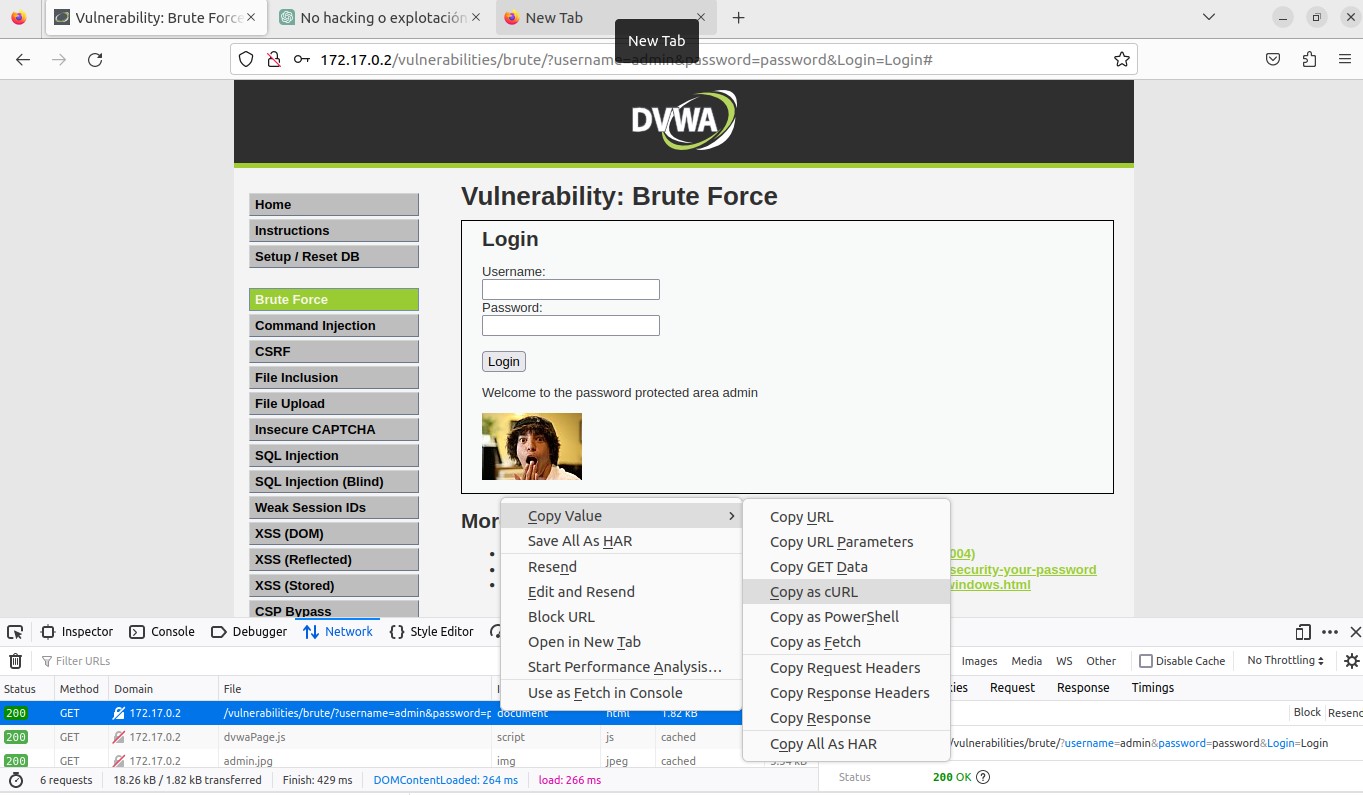 Vulnerability: Brute Force
No hacking o explotación
New Tab
New Tab
172.17.0.2/vulnerabilities/brute/?username=admin&password=password&Login=Login#
DVWA
Home
Instructions
Setup / Reset DB
Brute Force
Command Injection
CSRF
File Inclusion
File Upload
Insecure CAPTCHA
SQL Injection
SQL Injection (Blind)
Weak Session IDs
XSS (DOM)
XSS (Reflected)
XSS (Stored)
CSP Bypass
Vulnerability: Brute Force
Login
Username:
Password:
Login
Welcome to the password protected area admin
Mor
004)
security-your-password
windows.html
Copy Value
Save All As HAR
Resend
Edit and Resend
Block URL
Open in New Tab
Start Performance Analysis…
Use as Fetch in Console
Copy URL
Copy URL Parameters
Copy GET Data
Copy as cURL
Copy as PowerShell
Copy as Fetch
Copy Request Headers
Copy Response Headers
Copy Response
Copy All As HAR
Inspector Console Debugger Network Style Editor
Filter URLs
Images Media WS Other Disable Cache No Throttling
Status Method Domain File
ies Request Response Timings
200 GET 172.17.0.2 /vulnerabilities/brute/?username=admin&password=p document html 1.82 kB
Block Resend
200 GET 172.17.0.2 dvwaPage.js script js cached
/vulnerabilities/brute/?username=admin&password=password&Login=Login
200 GET 172.17.0.2 admin.jpg img jpeg cached
6 requests 18.26 kB / 1.82 kB transferred Finish: 429 ms DOMContentLoaded: 264 ms load: 266 ms
Status 200 OK